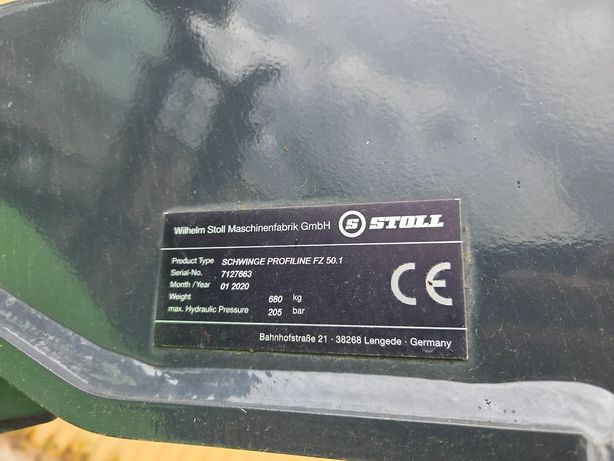 Wilhelm Stoll Maschinenfabrik GmbH S STOLL
Product Type SCHWINGE PROFILINE FZ 50.1
Serial-No. 7127663
Month / Year 01 2020
Weight 680 kg
max. Hydraulic Pressure 205 bar
CE
Bahnhofstraße 21 · 38268 Lengede · Germany